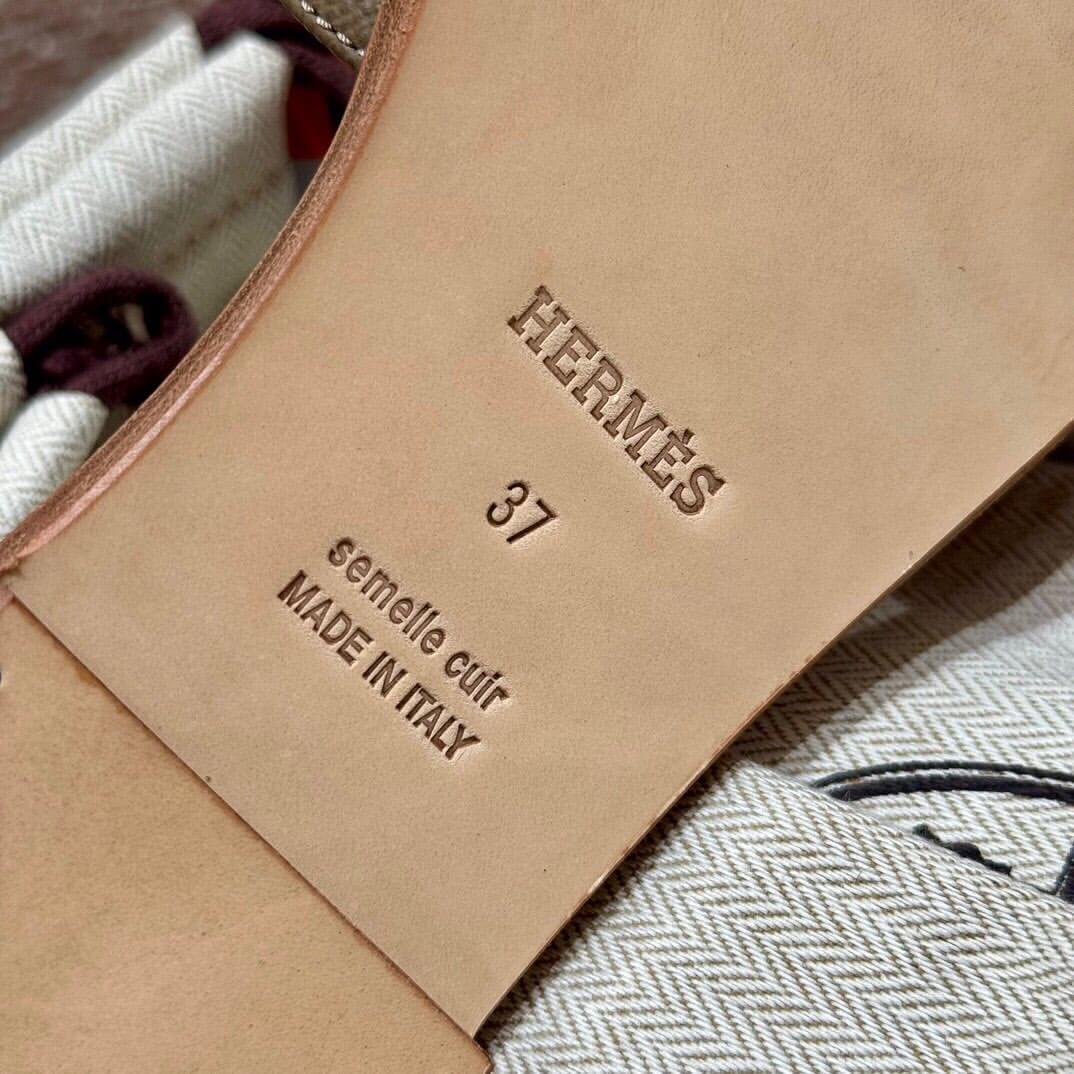 HERMÈS
37
semelle cuir
MADE IN ITALY